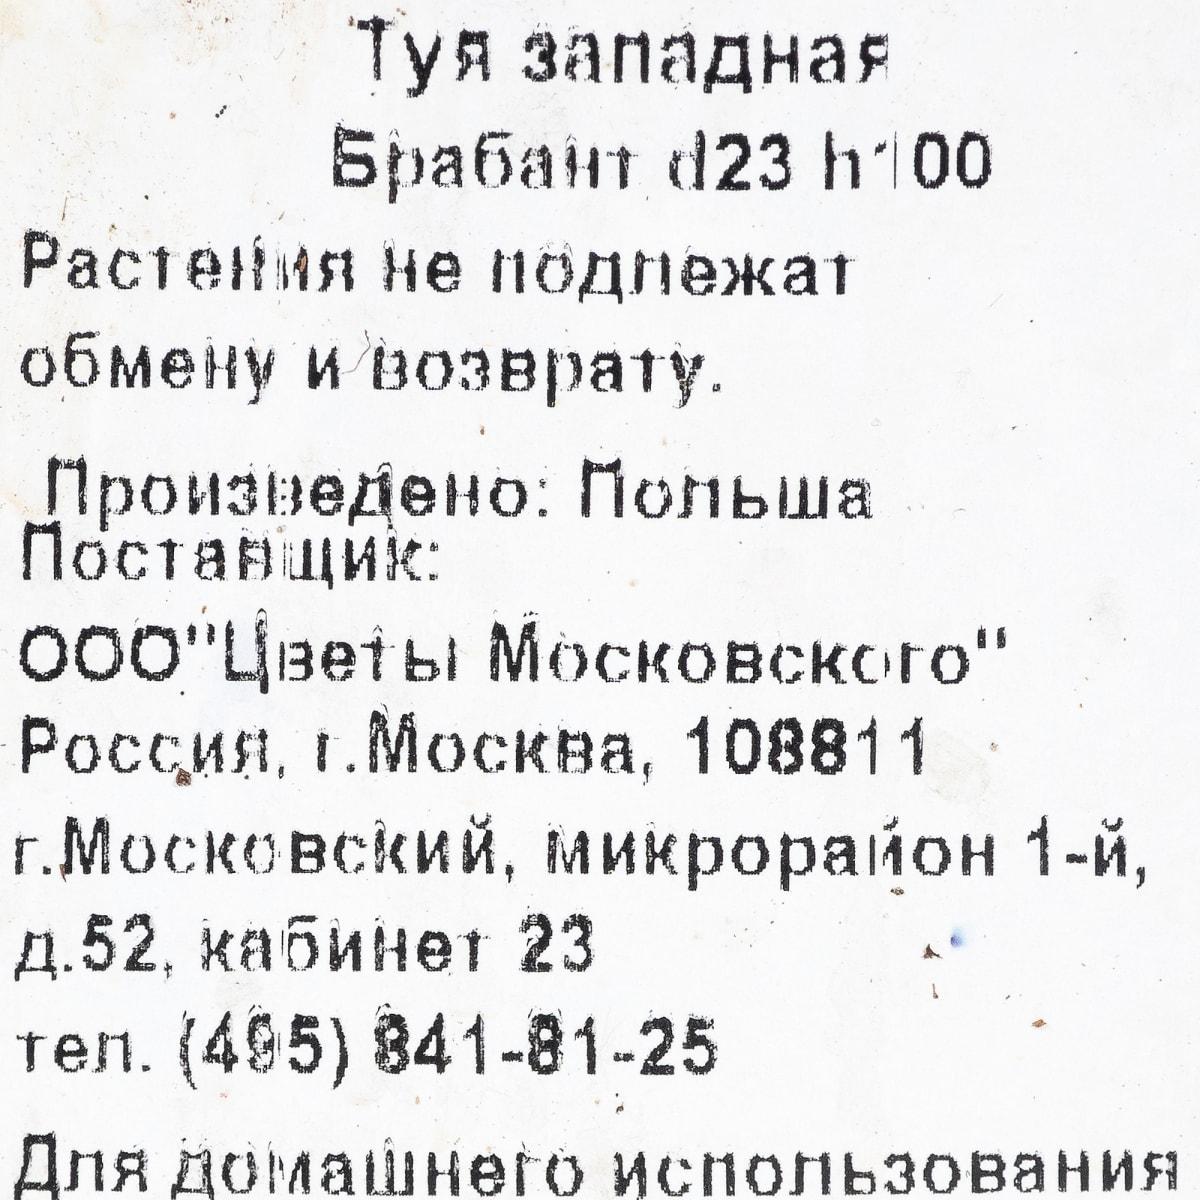 Туя западная
Брабант d23 h100
Растения не подлежат
обмену и возврату.
Произведено: Польша
Поставщик:
ООО"Цветы Московского"
Россия, г.Москва, 108811
г.Московский, микрорайон 1-й,
д.52, кабинет 23
тел. (495) 841-81-25
Для домашнего использования